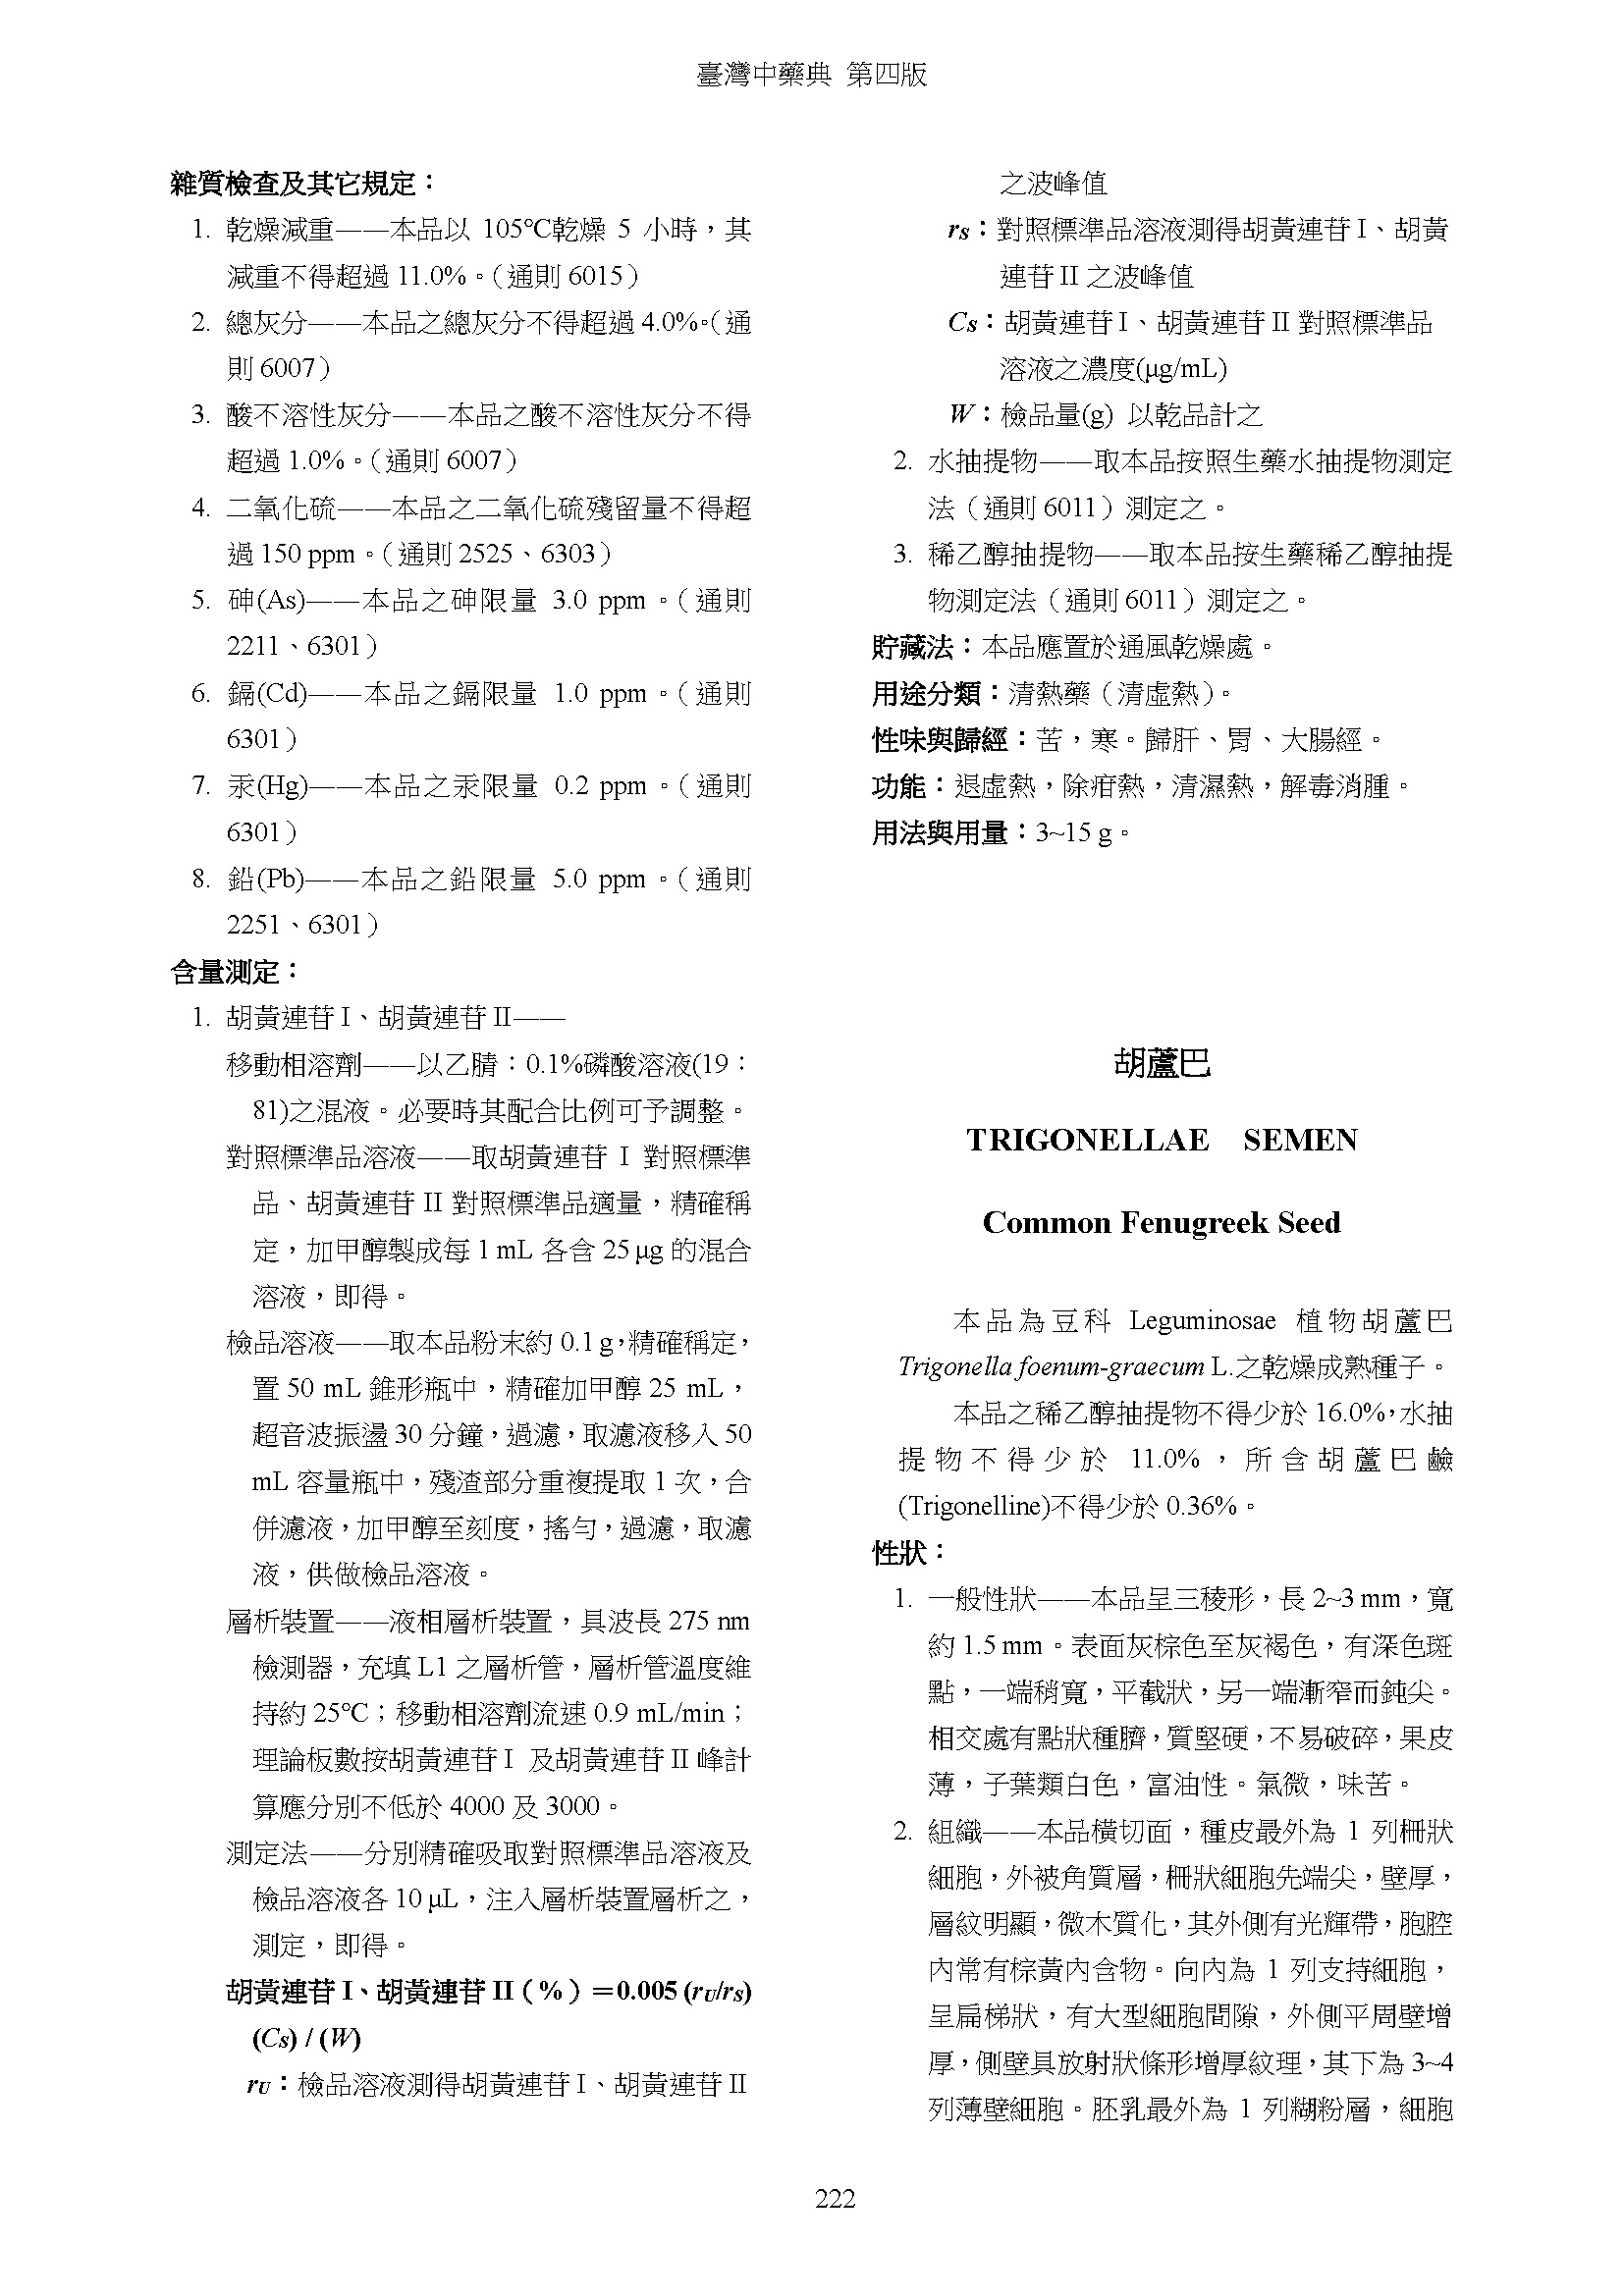 臺灣中藥典 第四版
雜質檢查及其它規定：
1. 乾燥減重——本品以 105℃乾燥 5 小時，其
減重不得超過 11.0%。（通則 6015）
2. 總灰分——本品之總灰分不得超過 4.0%。（通
則 6007）
3. 酸不溶性灰分——本品之酸不溶性灰分不得
超過 1.0%。（通則 6007）
4. 二氧化硫——本品之二氧化硫殘留量不得超
過 150 ppm。（通則 2525、6303）
5. 砷(As)——本品之砷限量 3.0 ppm。（通則
2211、6301）
6. 鎘(Cd)——本品之鎘限量 1.0 ppm。（通則
6301）
7. 汞(Hg)——本品之汞限量 0.2 ppm。（通則
6301）
8. 鉛(Pb)——本品之鉛限量 5.0 ppm。（通則
2251、6301）
含量測定：
1. 胡黃連苷 I、胡黃連苷 II——
移動相溶劑——以乙腈：0.1%磷酸溶液(19：
81)之混液。必要時其配合比例可予調整。
對照標準品溶液——取胡黃連苷 I 對照標準
品、胡黃連苷 II 對照標準品適量，精確稱
定，加甲醇製成每 1 mL 各含 25 μg 的混合
溶液，即得。
檢品溶液——取本品粉末約 0.1 g，精確稱定，
置 50 mL 錐形瓶中，精確加甲醇 25 mL，
超音波振盪 30 分鐘，過濾，取濾液移入 50
mL 容量瓶中，殘渣部分重複提取 1 次，合
併濾液，加甲醇至刻度，搖勻，過濾，取濾
液，供做檢品溶液。
層析裝置——液相層析裝置，具波長 275 nm
檢測器，充填 L1 之層析管，層析管溫度維
持約 25℃；移動相溶劑流速 0.9 mL/min；
理論板數按胡黃連苷 I 及胡黃連苷 II 峰計
算應分別不低於 4000 及 3000。
測定法——分別精確吸取對照標準品溶液及
檢品溶液各 10 μL，注入層析裝置層析之，
測定，即得。
胡黃連苷 I、胡黃連苷 II（%）＝0.005 (rU/rS)
(Cs) / (W)
rU：檢品溶液測得胡黃連苷 I、胡黃連苷 II
之波峰值
rs：對照標準品溶液測得胡黃連苷 I、胡黃
連苷 II 之波峰值
Cs：胡黃連苷 I、胡黃連苷 II 對照標準品
溶液之濃度(μg/mL)
W：檢品量(g) 以乾品計之
2. 水抽提物——取本品按照生藥水抽提物測定
法（通則 6011）測定之。
3. 稀乙醇抽提物——取本品按生藥稀乙醇抽提
物測定法（通則 6011）測定之。
貯藏法：本品應置於通風乾燥處。
用途分類：清熱藥（清虛熱）。
性味與歸經：苦，寒。歸肝、胃、大腸經。
功能：退虛熱，除疳熱，清濕熱，解毒消腫。
用法與用量：3~15 g。
胡蘆巴
TRIGONELLAE SEMEN
Common Fenugreek Seed
本品為豆科 Leguminosae 植物胡蘆巴
Trigonella foenum-graecum L.之乾燥成熟種子。
本品之稀乙醇抽提物不得少於 16.0%，水抽
提物不得少於 11.0%，所含胡蘆巴鹼
(Trigonelline)不得少於 0.36%。
性狀：
1. 一般性狀——本品呈三稜形，長 2~3 mm，寬
約 1.5 mm。表面灰棕色至灰褐色，有深色斑
點，一端稍寬，平截狀，另一端漸窄而鈍尖。
相交處有點狀種臍，質堅硬，不易破碎，果皮
薄，子葉類白色，富油性。氣微，味苦。
2. 組織——本品橫切面，種皮最外為 1 列柵狀
細胞，外被角質層，柵狀細胞先端尖，壁厚，
層紋明顯，微木質化，其外側有光輝帶，胞腔
內常有棕黃內含物。向內為 1 列支持細胞，
呈扁梯狀，有大型細胞間隙，外側平周壁增
厚，側壁具放射狀條形增厚紋理，其下為 3~4
列薄壁細胞。胚乳最外為 1 列糊粉層，細胞
222